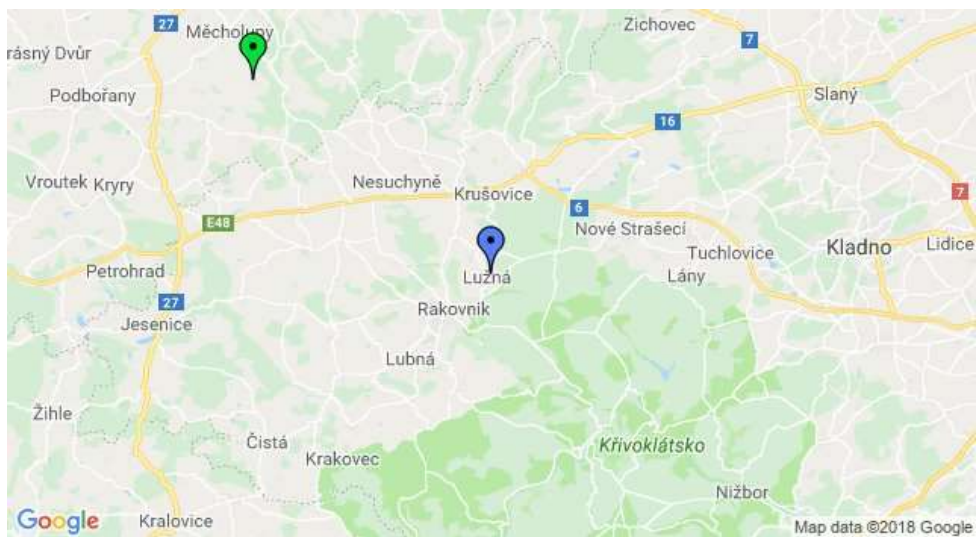 27
Měcholupy
Zichovec
7
rásný Dvůr
Podbořany
Slaný
16
Vroutek
Kryry
Nesuchyně
Krušovice
7
6
E48
Nové Strašecí
Tuchlovice
Kladno
Lidice
Petrohrad
Lužná
Lány
27
Rakovník
Jesenice
Lubná
Žihle
Čistá
Krakovec
Křivoklátsko
Nižbor
Google
Kralovice
Map data ©2018 Google